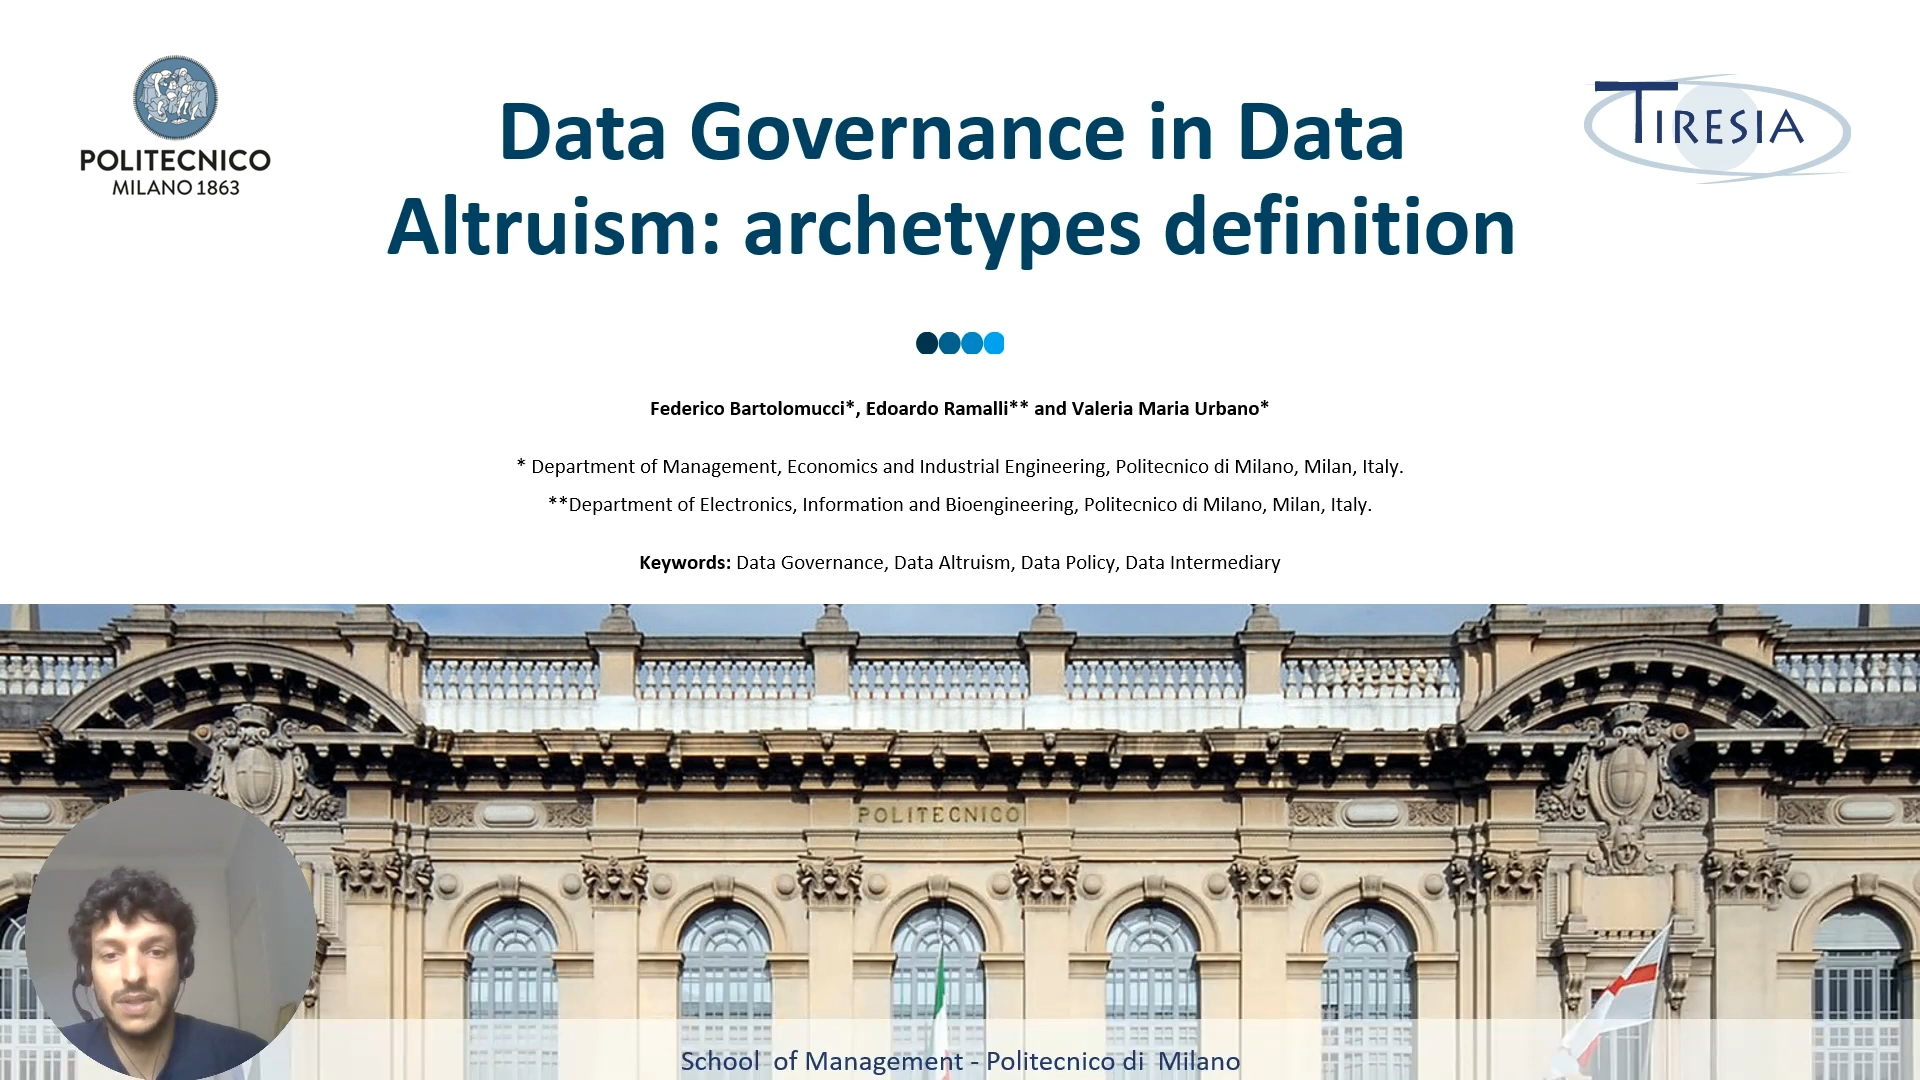 POLITECNICO
MILANO 1863
TIRESIA
Data Governance in Data
Altruism: archetypes definition
Federico Bartolomucci*, Edoardo Ramalli** and Valeria Maria Urbano*
* Department of Management, Economics and Industrial Engineering, Politecnico di Milano, Milan, Italy.
**Department of Electronics, Information and Bioengineering, Politecnico di Milano, Milan, Italy.
Keywords: Data Governance, Data Altruism, Data Policy, Data Intermediary
POLITECNICO
School of Management - Politecnico di Milano